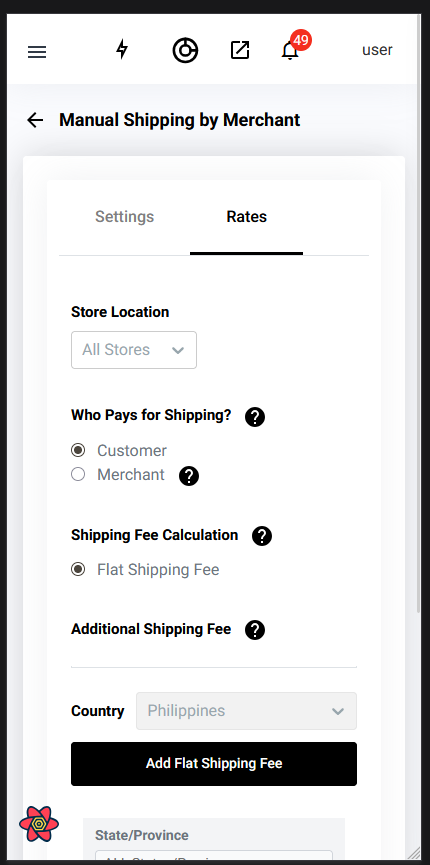 49
user
Manual Shipping by Merchant
Settings
Rates
Store Location
All Stores
Who Pays for Shipping? ?
Customer
Merchant ?
Shipping Fee Calculation ?
Flat Shipping Fee
Additional Shipping Fee ?
Country Philippines
Add Flat Shipping Fee
State/Province